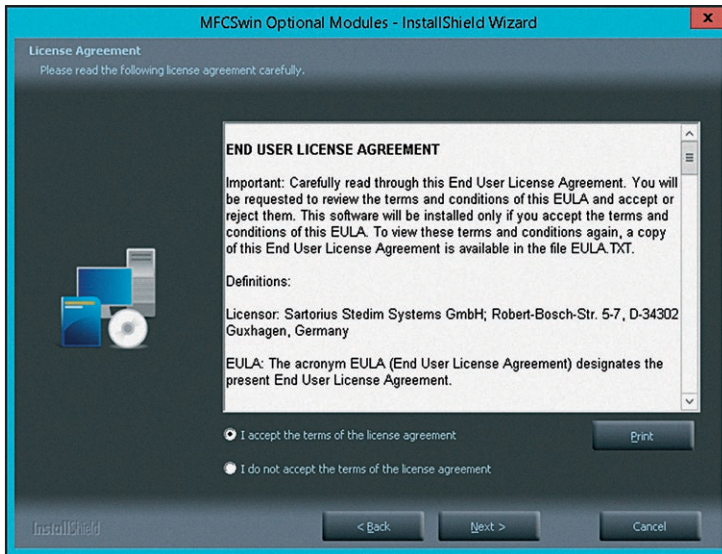 MFCSwin Optional Modules - InstallShield Wizard
x
License Agreement
Please read the following license agreement carefully.
END USER LICENSE AGREEMENT
Important: Carefully read through this End User License Agreement. You will
be requested to review the terms and conditions of this EULA and accept or
reject them. This software will be installed only if you accept the terms and
conditions of this EULA. To view these terms and conditions again, a copy
of this End User License Agreement is available in the file EULA.TXT.
Definitions:
Licensor: Sartorius Stedim Systems GmbH; Robert-Bosch-Str. 5-7, D-34302
Guxhagen, Germany
EULA: The acronym EULA (End User License Agreement) designates the
present End User License Agreement.
I accept the terms of the license agreement
Print
I do not accept the terms of the license agreement
InstallShield
< Back
Next >
Cancel